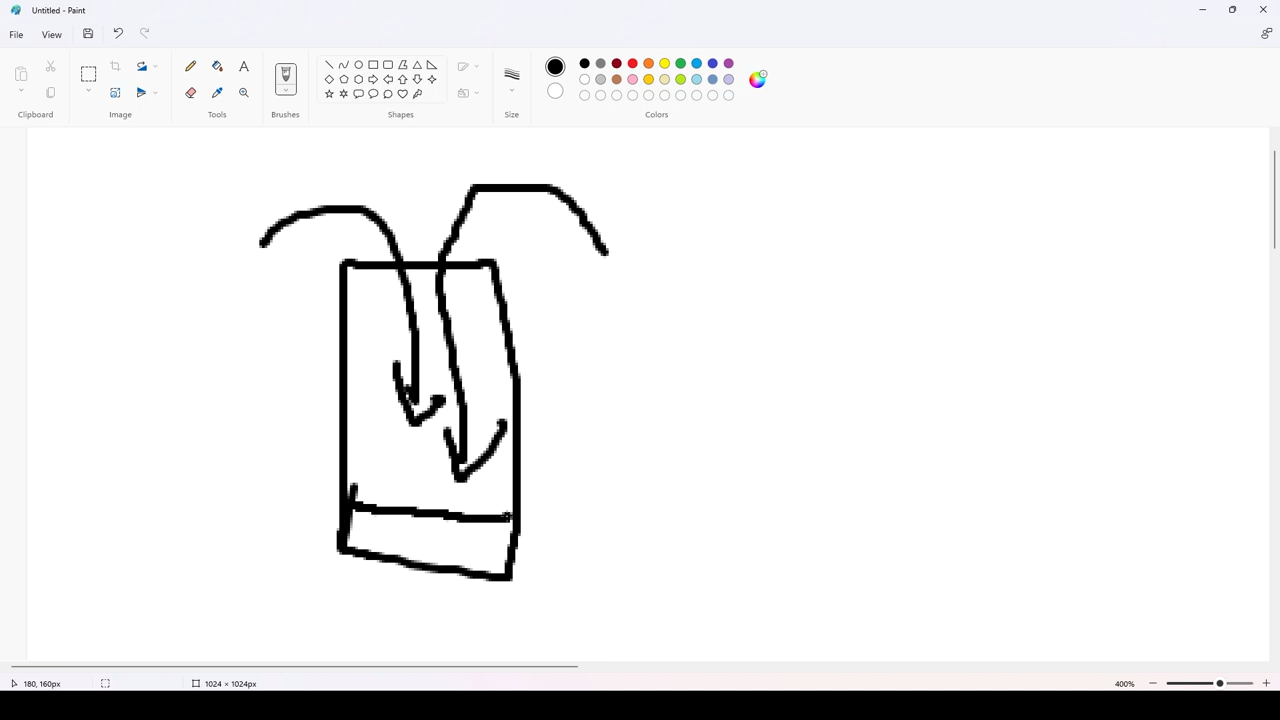 Untitled - Paint
File View
Clipboard Image Tools Brushes Shapes Size Colors
180, 160px 1024 × 1024px 400%